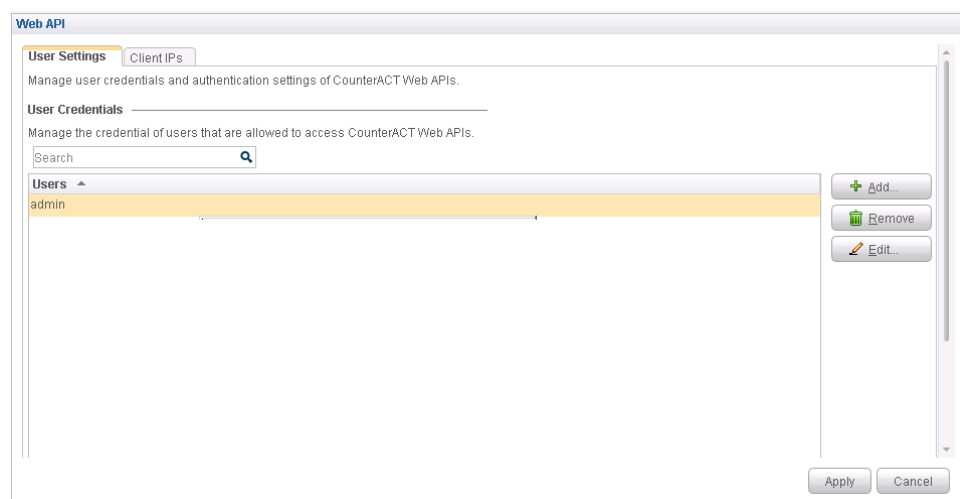 Web API
User Settings
Client IPs
Manage user credentials and authentication settings of CounterACT Web APIs.
User Credentials
Manage the credential of users that are allowed to access CounterACT Web APIs.
Search
Users
Add...
admin
Remove
Edit...
Apply
Cancel